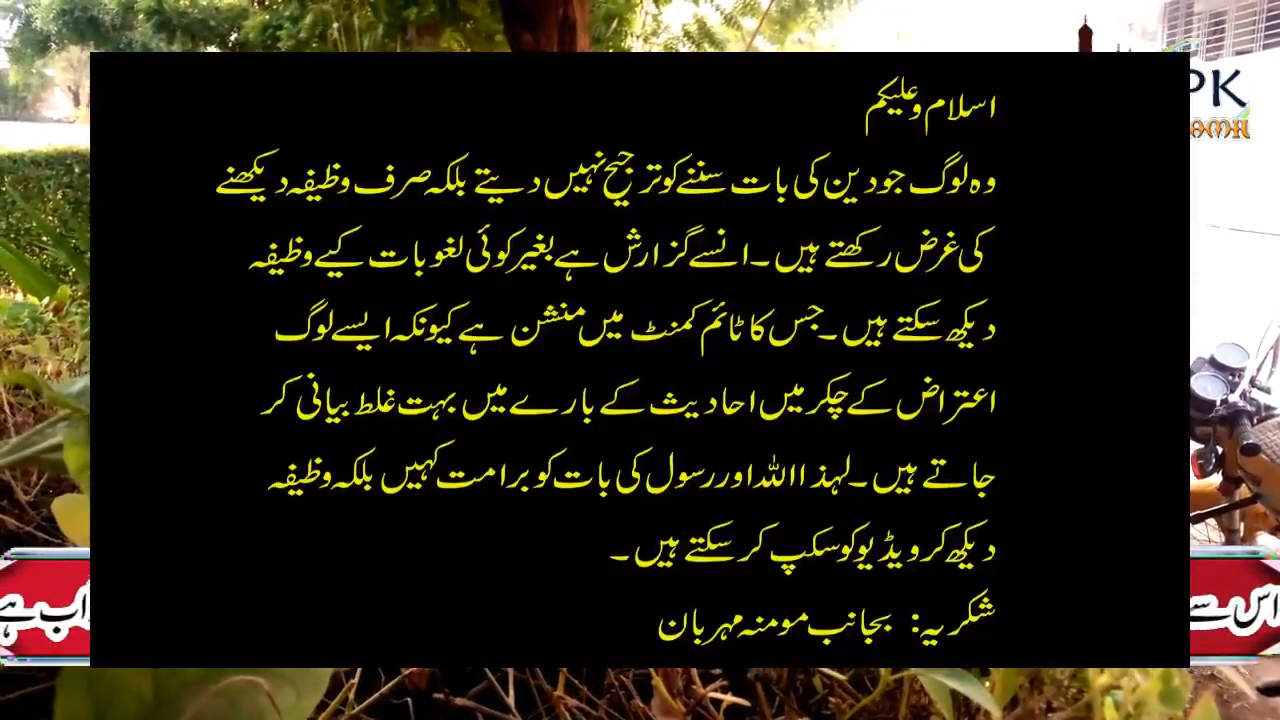 اسلام وعلیکم
وہ لوگ جو دین کی بات سننے کو ترجیح نہیں دیتے بلکہ صرف وظیفہ دیکھنے
کی غرض رکھتے ہیں۔ انسے گزارش ہے بغیر کوئی لغو بات کیے وظیفہ
دیکھ سکتے ہیں۔ جس کا ٹائم کمنٹ میں منشن ہے کیونکہ ایسے لوگ
اعتراض کے چکر میں احادیث کے بارے میں بہت غلط بیانی کر
جاتے ہیں۔ لہذا اللہ اور رسول کی بات کو برا مت کہیں بلکہ وظیفہ
دیکھ کر ویڈیو کو سکپ کر سکتے ہیں۔
شکریہ: بجانب مومنہ مہربان
PK
اس سے
ہے